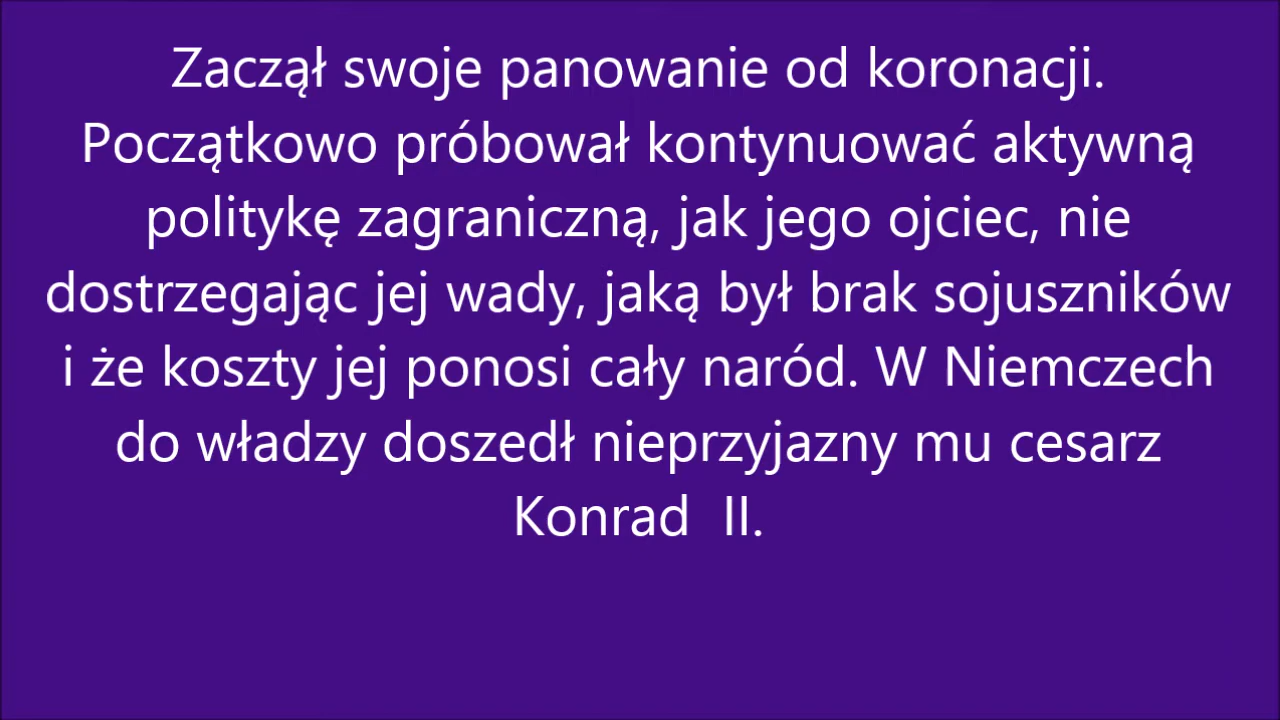 Zaczął swoje panowanie od koronacji.
Początkowo próbował kontynuować aktywną
politykę zagraniczną, jak jego ojciec, nie
dostrzegając jej wady, jaką był brak sojuszników
i że koszty jej ponosi cały naród. W Niemczech
do władzy doszedł nieprzyjazny mu cesarz
Konrad  II.